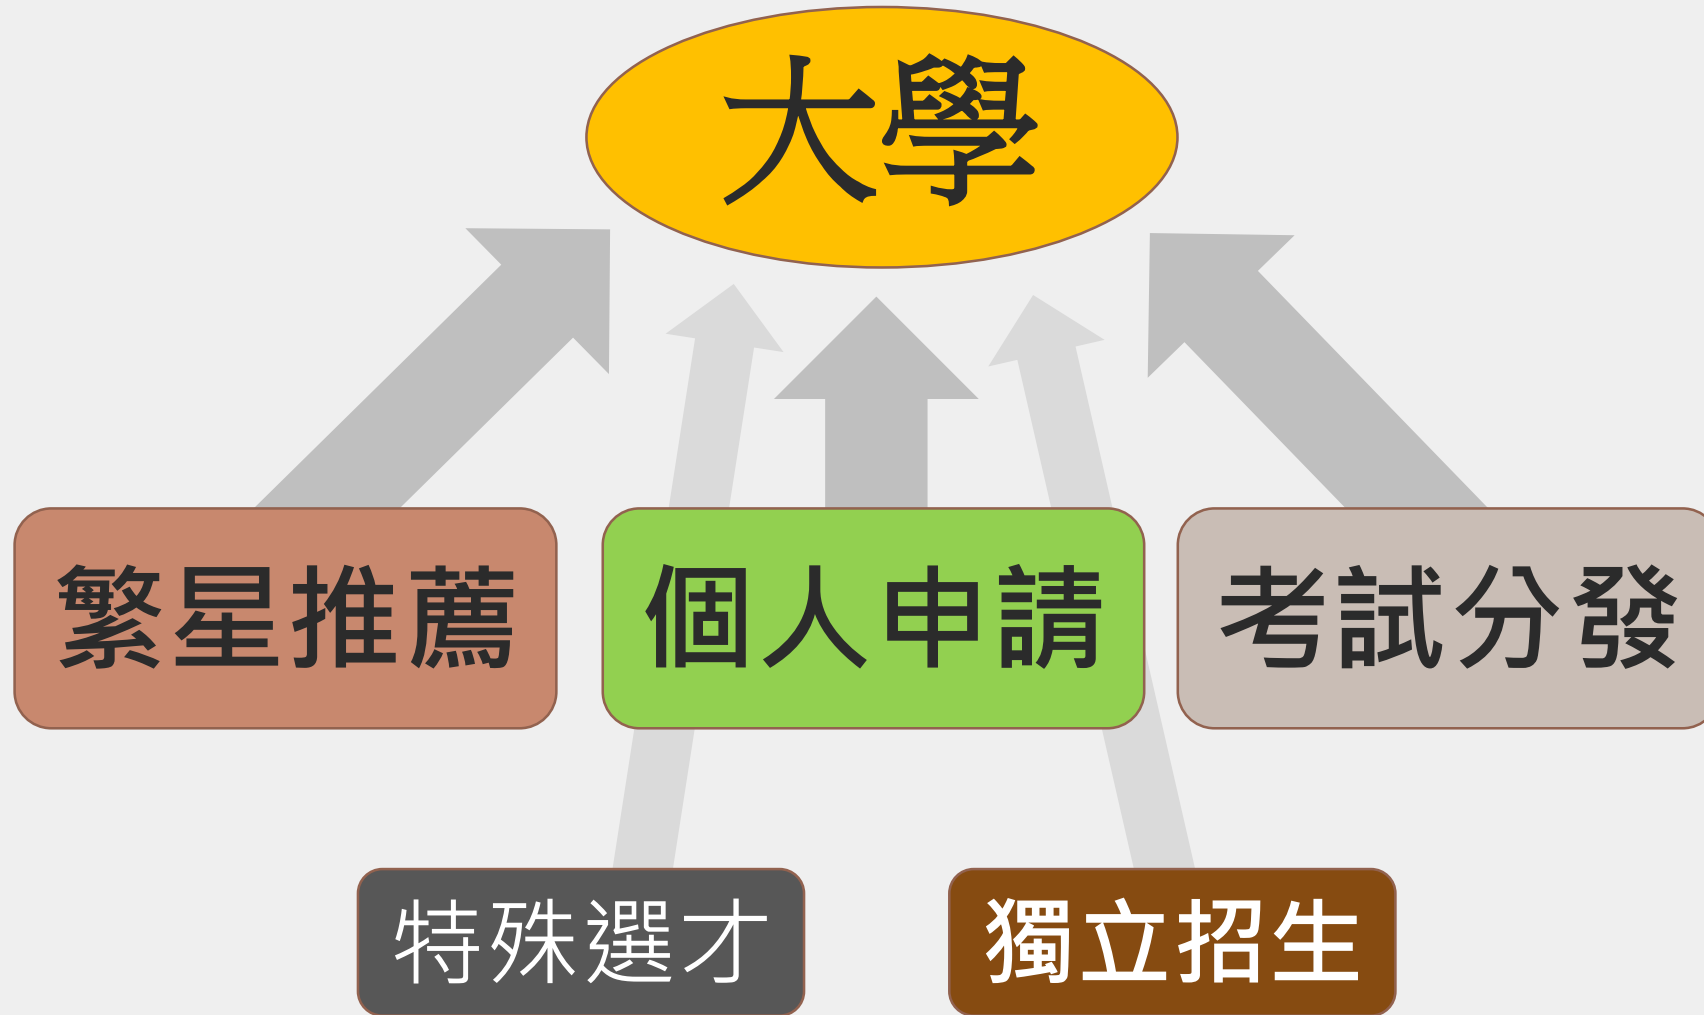 大學
繁星推薦
個人申請
考試分發
特殊選才
獨立招生